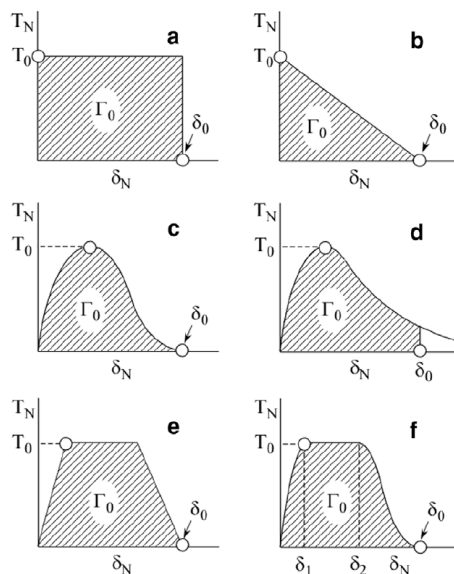 T_N a
T_0
Γ_0
δ_0
δ_N
T_N b
T_0
Γ_0
δ_0
δ_N
T_N c
T_0
Γ_0
δ_0
δ_N
T_N d
T_0
Γ_0
δ_N δ_0
T_N e
T_0
Γ_0
δ_0
δ_N
T_N f
T_0
Γ_0
δ_0
δ_1 δ_2 δ_N